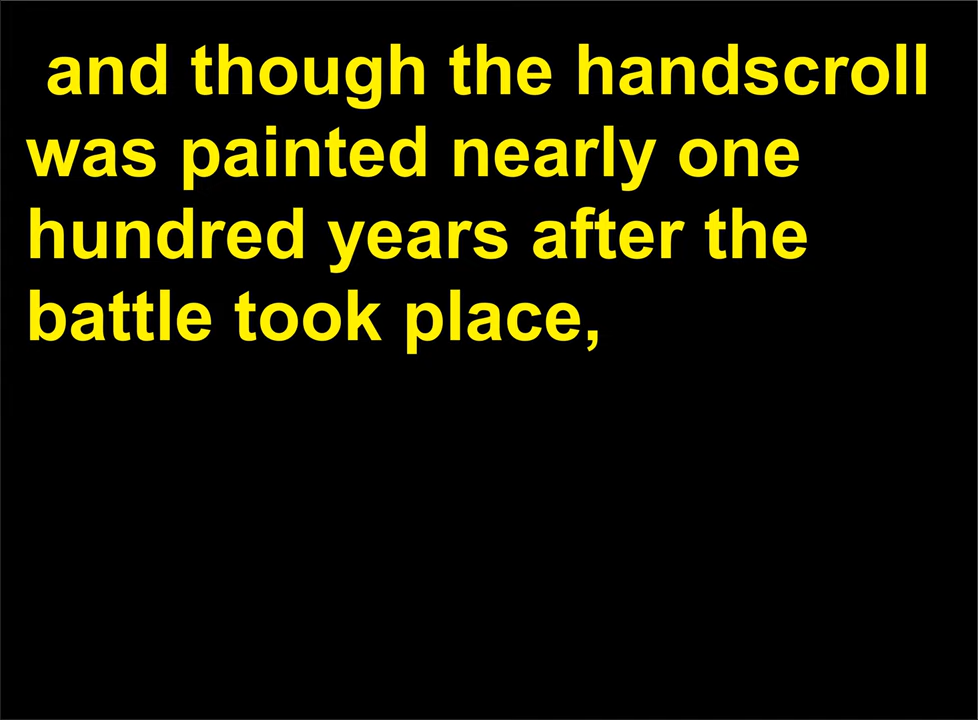 and though the handscroll
was painted nearly one
hundred years after the
battle took place,